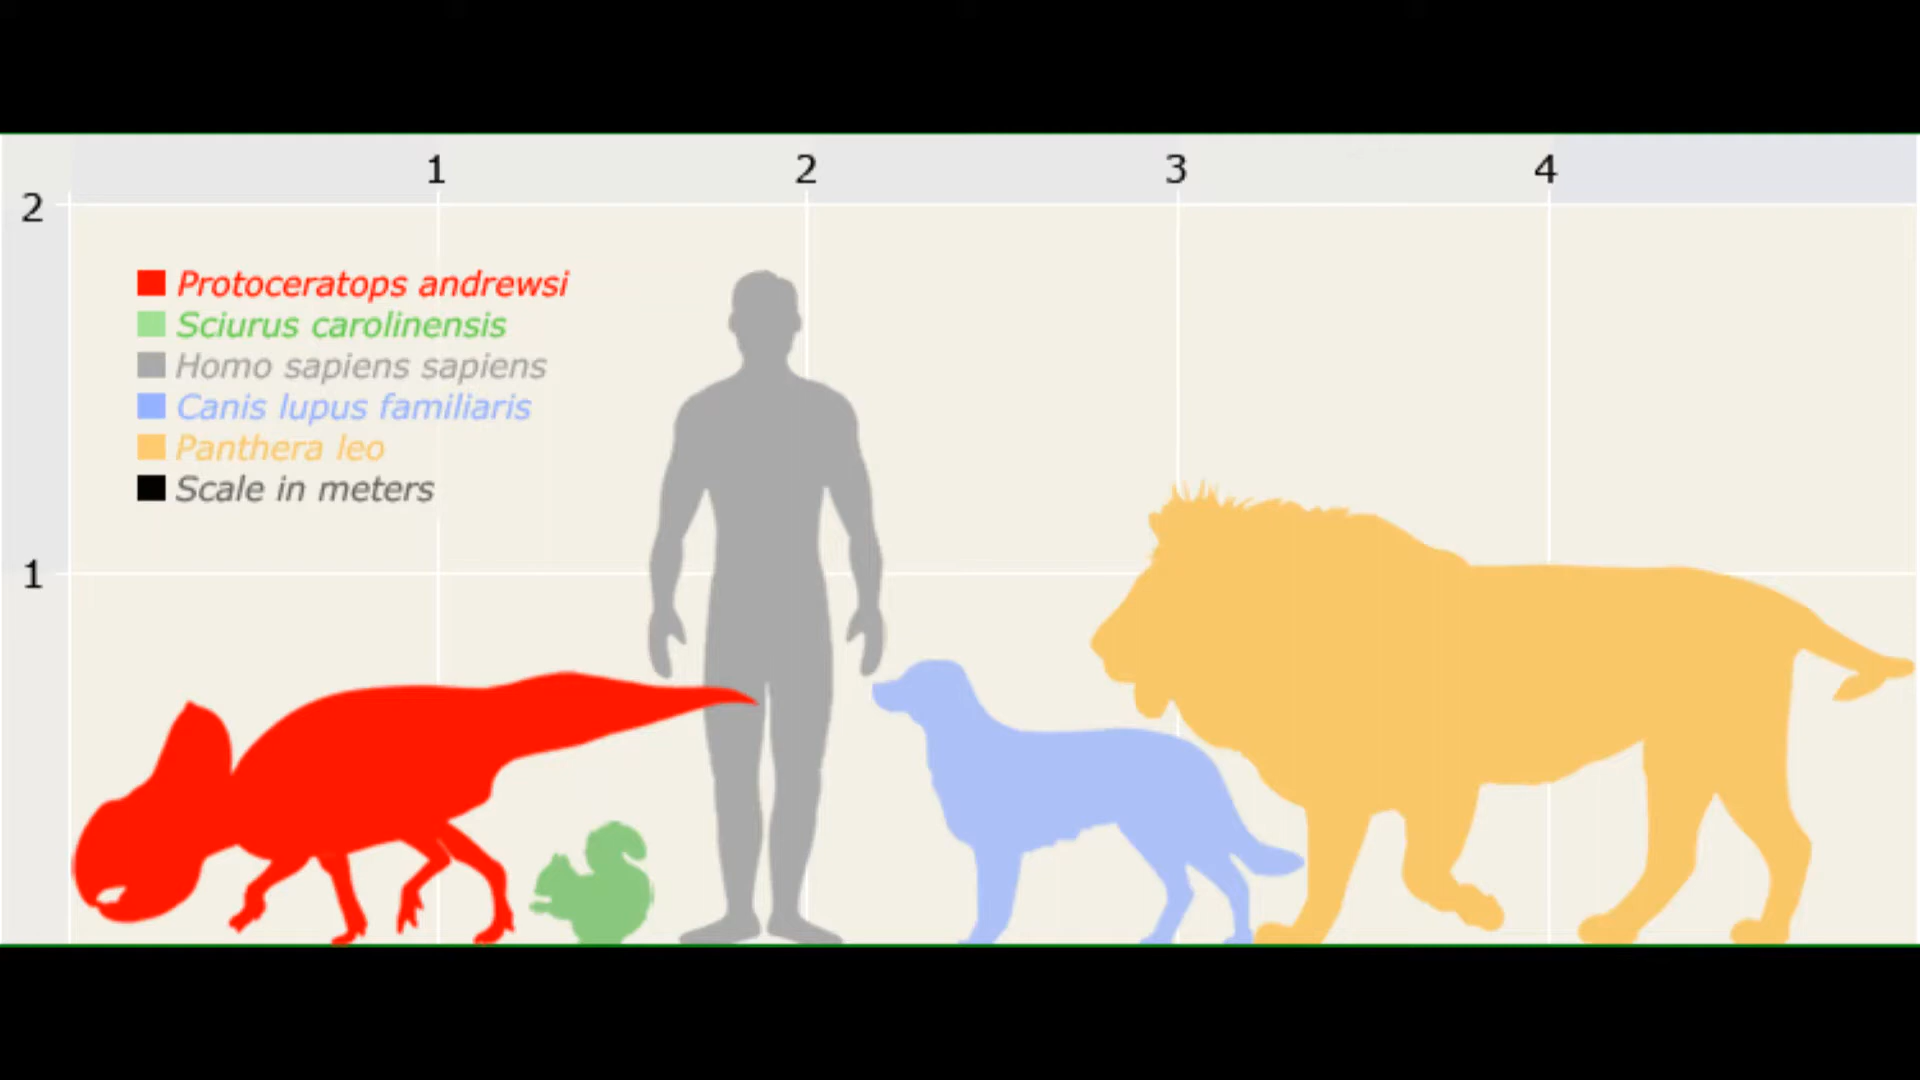 1 2 3 4
2
Protoceratops andrewsi
Sciurus carolinensis
Homo sapiens sapiens
Canis lupus familiaris
Panthera leo
Scale in meters
1